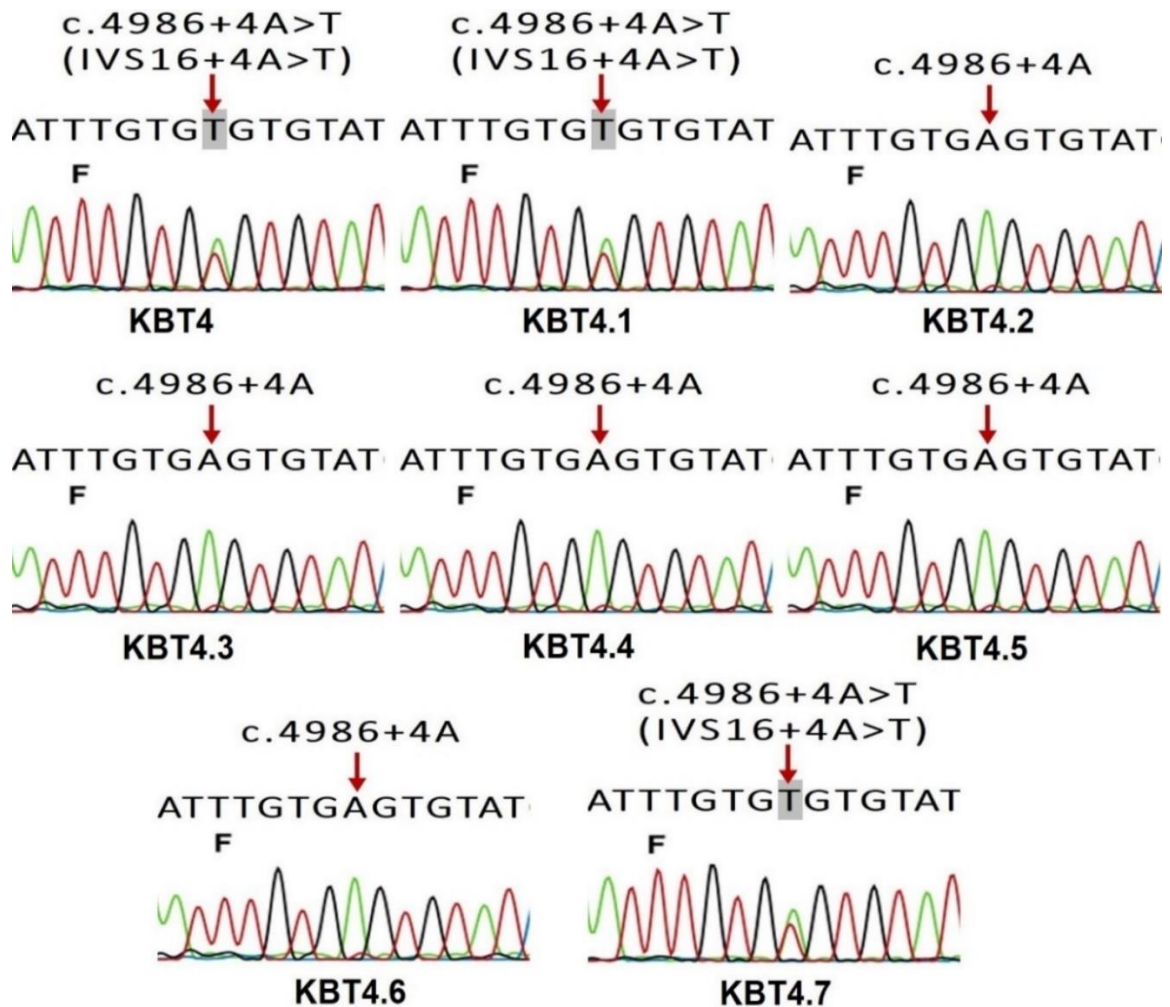 c.4986+4A>T
(IVS16+4A>T)
ATTTGTGTGTGTAT
F
KBT4
c.4986+4A>T
(IVS16+4A>T)
ATTTGTGTGTGTAT
F
KBT4.1
c.4986+4A
ATTTGTGAGTGTAT
F
KBT4.2
c.4986+4A
ATTTGTGAGTGTAT
F
KBT4.3
c.4986+4A
ATTTGTGAGTGTAT
F
KBT4.4
c.4986+4A
ATTTGTGAGTGTAT
F
KBT4.5
c.4986+4A
ATTTGTGAGTGTAT
F
KBT4.6
c.4986+4A>T
(IVS16+4A>T)
ATTTGTGTGTGTAT
F
KBT4.7